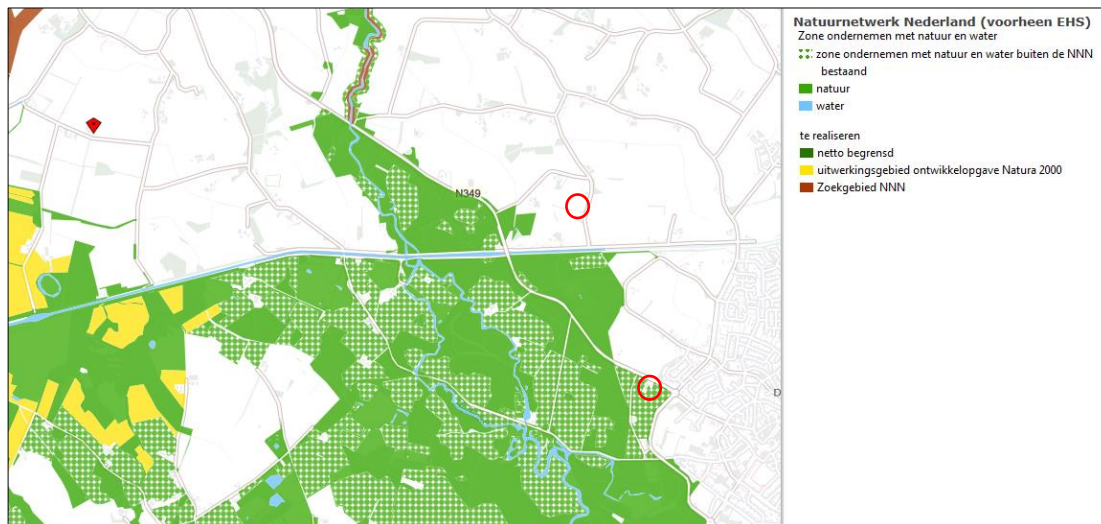 Natuurnetwerk Nederland (voorheen EHS)
Zone ondernemen met natuur en water
zone ondernemen met natuur en water buiten de NNN
bestaand
natuur
water
te realiseren
netto begrensd
uitwerkingsgebied ontwikkelopgave Natura 2000
Zoekgebied NNN
N349
D